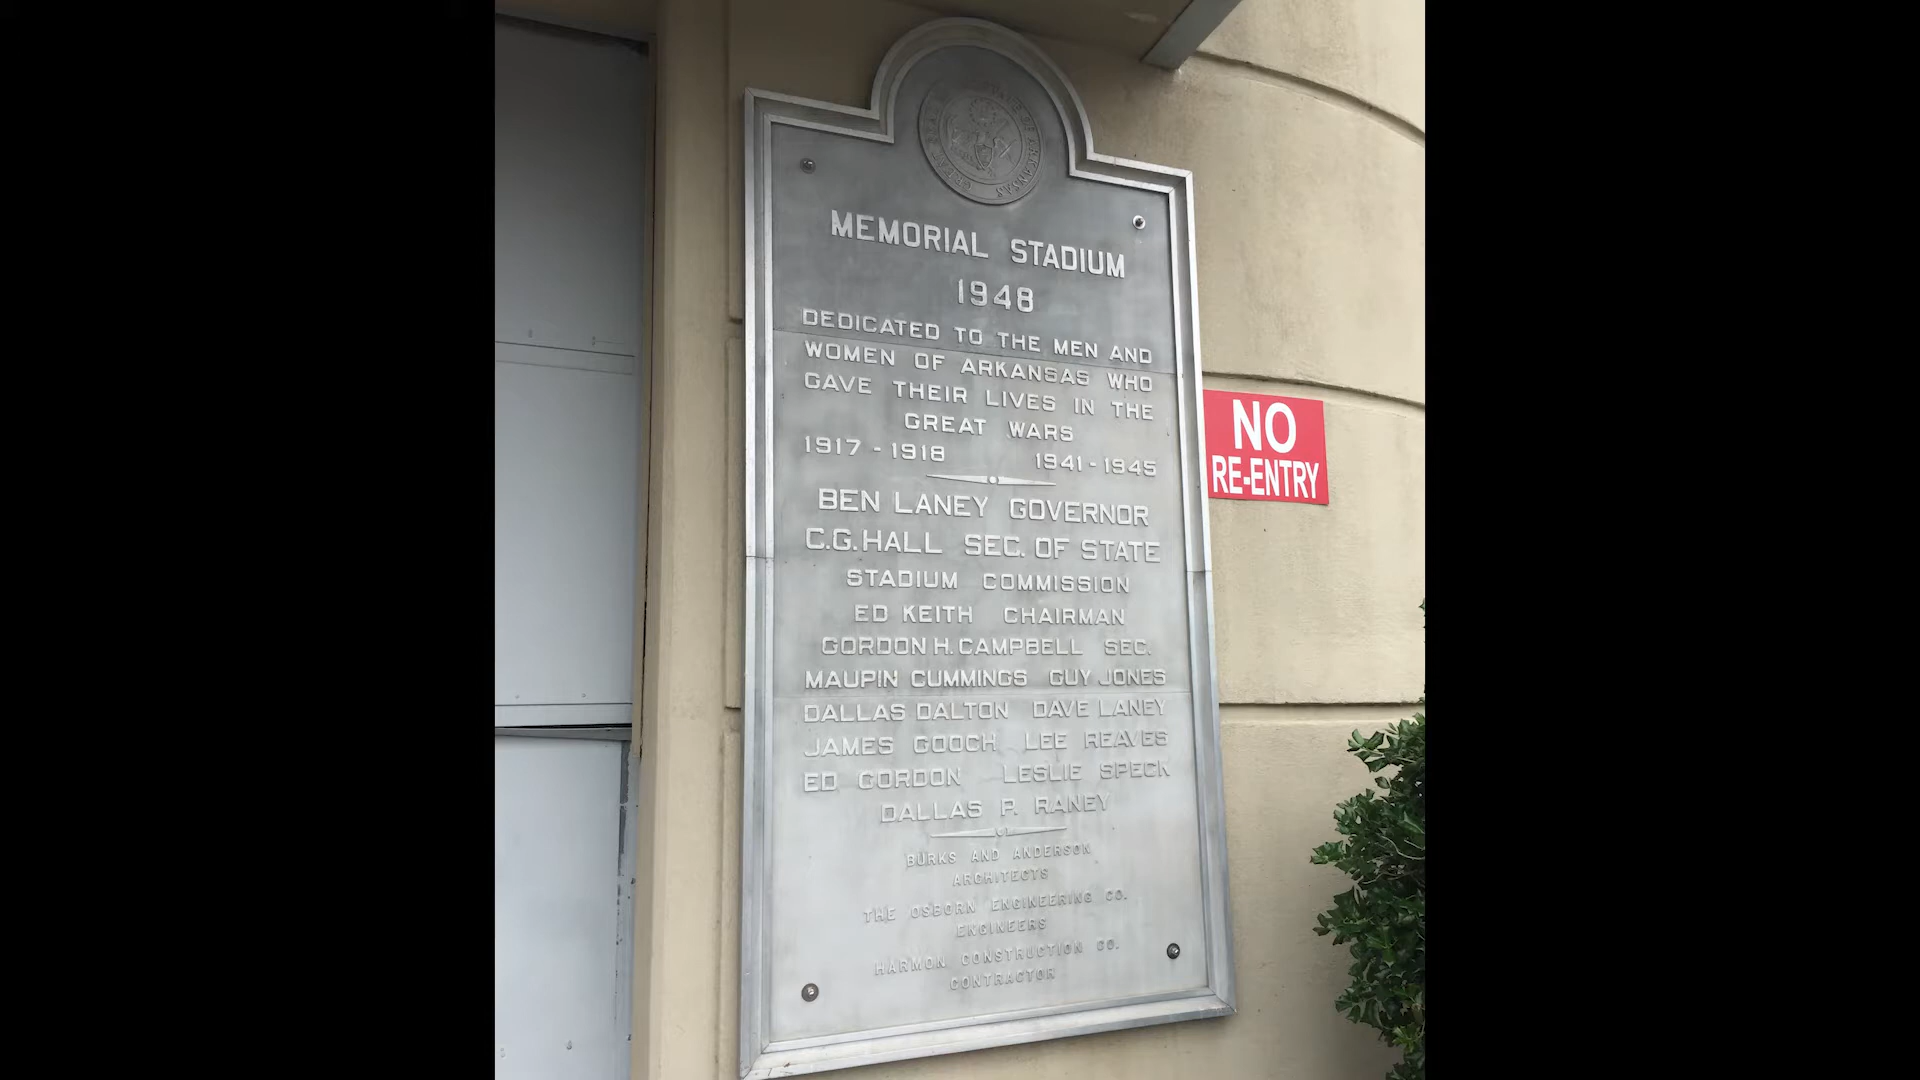 MEMORIAL STADIUM
1948
DEDICATED TO THE MEN AND
WOMEN OF ARKANSAS WHO
GAVE THEIR LIVES IN THE
GREAT WARS
1917 - 1918 1941 - 1945
BEN LANEY GOVERNOR
C.G. HALL SEC. OF STATE
STADIUM COMMISSION
ED KEITH CHAIRMAN
GORDON H. CAMPBELL SEC.
MAUPIN CUMMINGS GUY JONES
DALLAS DALTON DAVE LANEY
JAMES GOOCH LEE REAVES
ED GORDON LESLIE SPECK
DALLAS P. RANEY
BURKS AND ANDERSON
ARCHITECTS
THE OSBORN ENGINEERING CO.
ENGINEERS
HARMON CONSTRUCTION CO.
CONTRACTOR
NO
RE-ENTRY